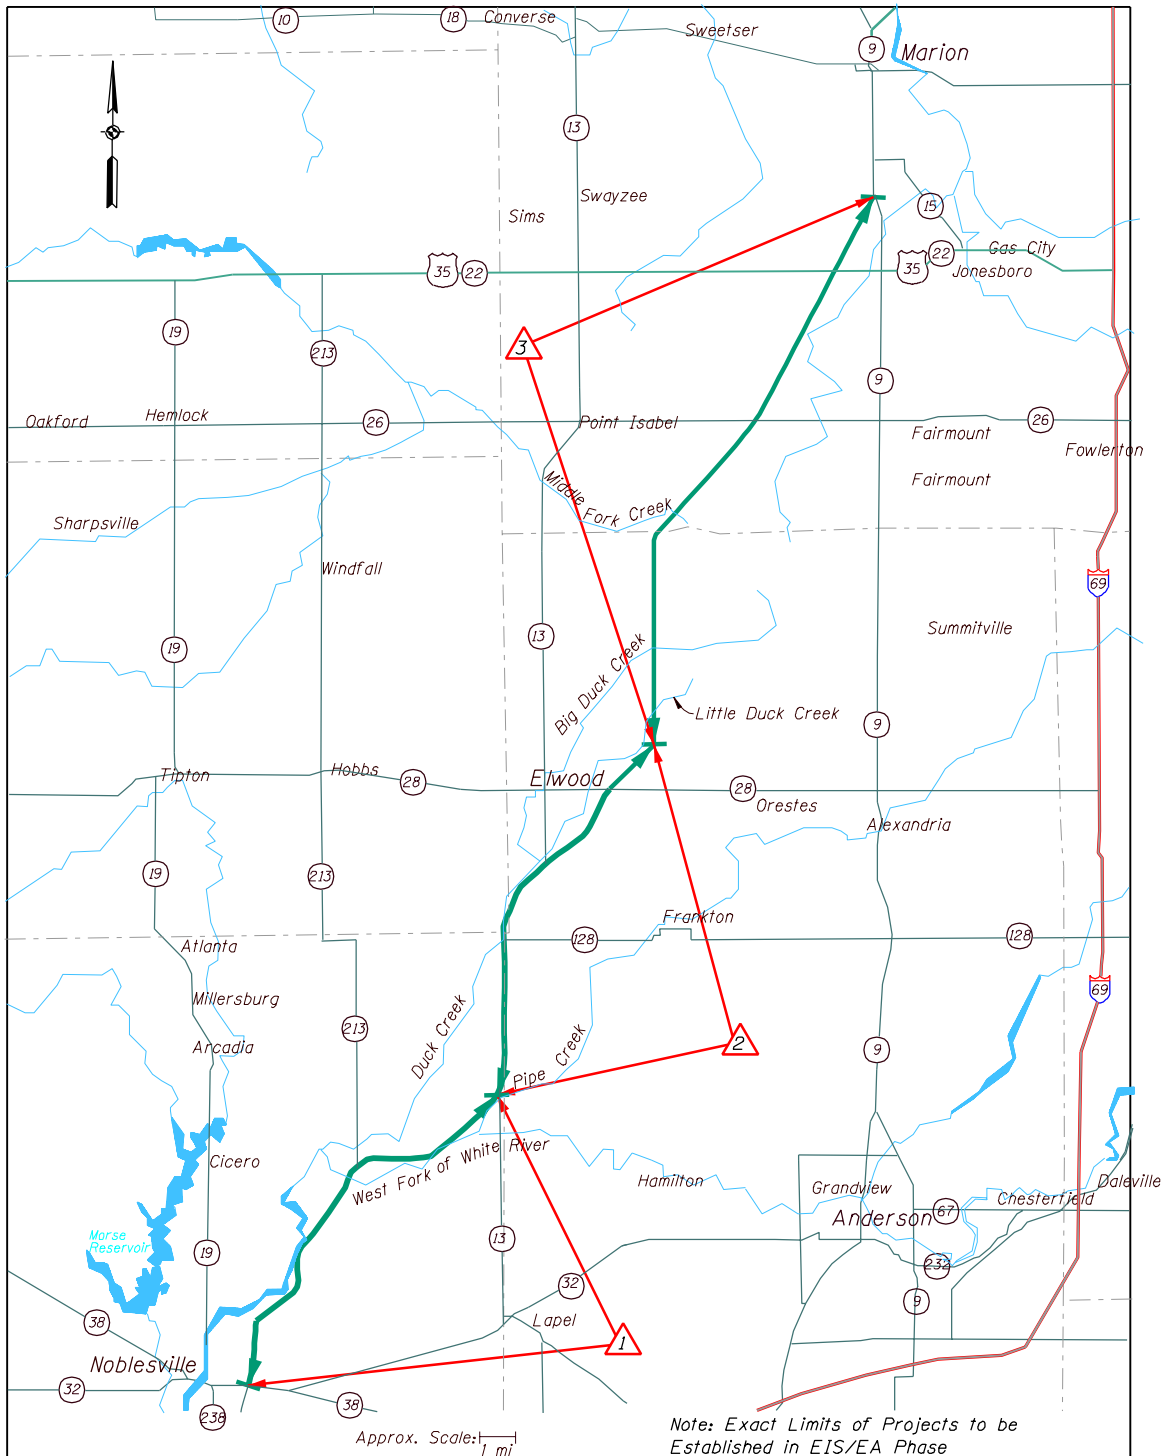 10
18
Converse
Sweetser
9
Marion
13
Swayzee
Sims
15
35
22
35
22
Gas City
Jonesboro
19
213
3
9
Oakford
Hemlock
26
Point Isabel
Fairmount
26
Fowlerton
Fairmount
Middle
Fork Creek
Sharpsville
Windfall
69
19
13
Big Duck Creek
Summitville
Little Duck Creek
9
Tipton
Hobbs
28
Elwood
28
Orestes
Alexandria
19
213
Frankton
Atlanta
128
128
Millersburg
69
213
Duck Creek
Arcadia
Pipe Creek
2
9
Cicero
West Fork of White River
Hamilton
Grandview
Chesterfield
Daleville
Anderson
67
Morse
Reservoir
19
13
232
32
9
38
Lapel
1
Noblesville
32
38
238
Note: Exact Limits of Projects to be
Established in EIS/EA Phase
Approx. Scale:
1 mi